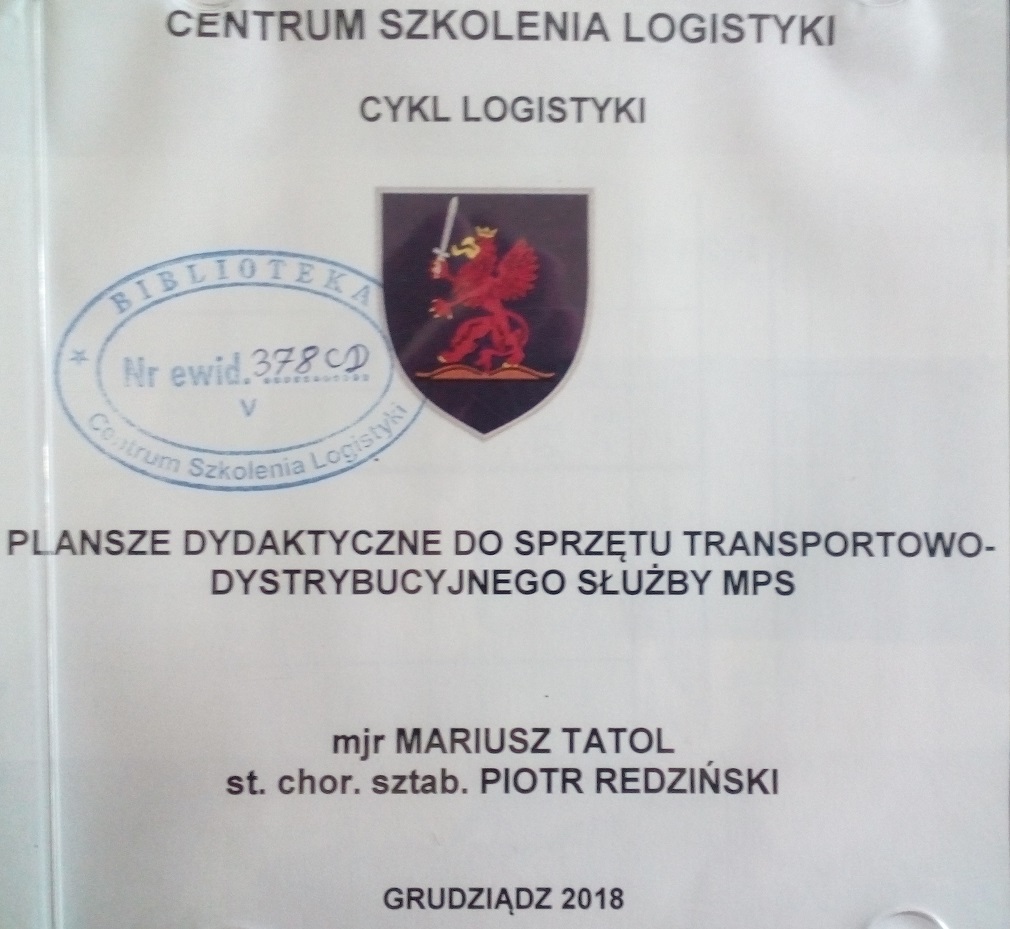 CENTRUM SZKOLENIA LOGISTYKI
CYKL LOGISTYKI
BIBLIOTEKA
Nr ewid. 378 CD
V
Centrum Szkolenia Logistyki
PLANSZE DYDAKTYCZNE DO SPRZĘTU TRANSPORTOWO-
DYSTRYBUCYJNEGO SŁUŻBY MPS
mjr MARIUSZ TATOL
st. chor. sztab. PIOTR REDZIŃSKI
GRUDZIĄDZ 2018